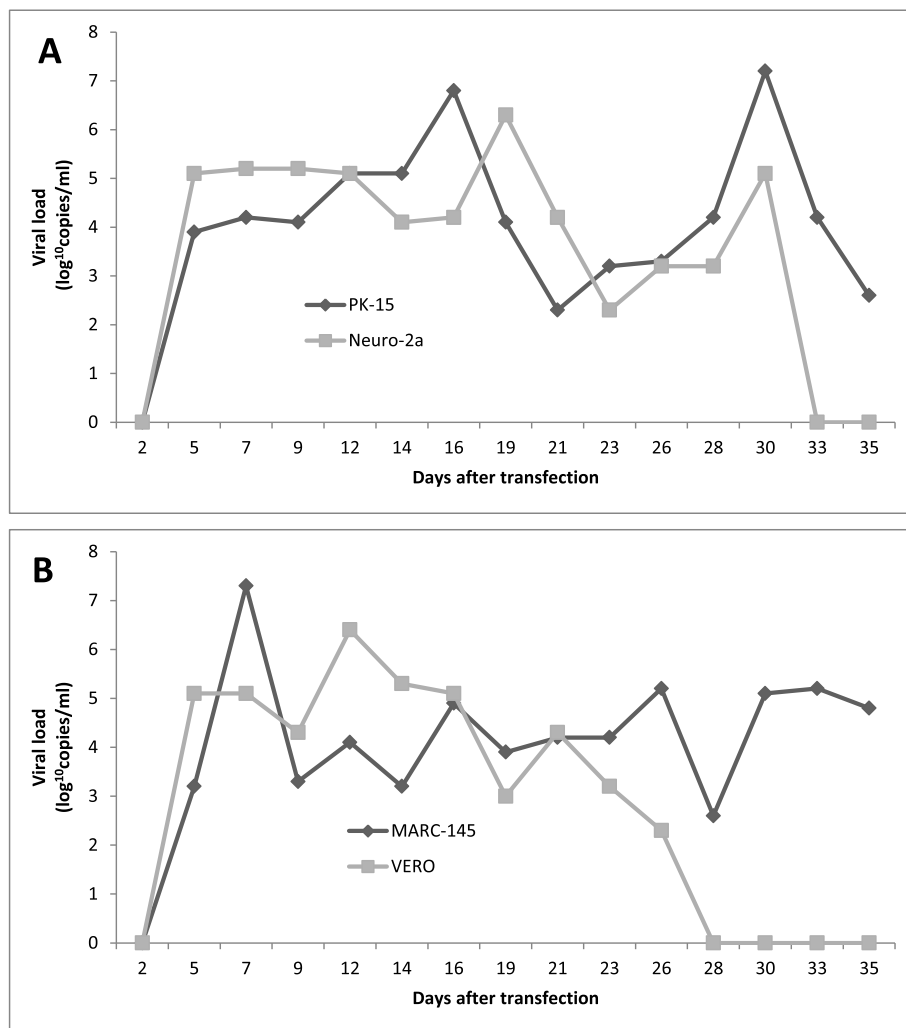 A
8
7
6
5
4
3
2
1
0
Viral load
(log¹⁰copies/ml)
PK-15
Neuro-2a
2 5 7 9 12 14 16 19 21 23 26 28 30 33 35
Days after transfection
B
8
7
6
5
4
3
2
1
0
Viral load
(log¹⁰copies/ml)
MARC-145
VERO
2 5 7 9 12 14 16 19 21 23 26 28 30 33 35
Days after transfection